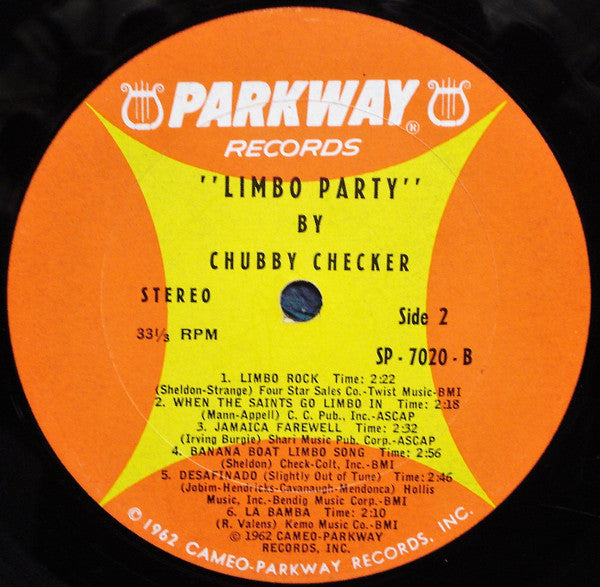 PARKWAY®
RECORDS
"LIMBO PARTY"
BY
CHUBBY CHECKER
STEREO
33⅓ RPM
Side 2
SP - 7020 - B
1. LIMBO ROCK Time: 2:22
(Sheldon-Strange) Four Star Sales Co.-Twist Music-BMI
2. WHEN THE SAINTS GO LIMBO IN Time: 2:18
(Mann-Appell) C. C. Pub., Inc.-ASCAP
3. JAMAICA FAREWELL Time: 2:32
(Irving Burgie) Shari Music Pub. Corp.-ASCAP
4. BANANA BOAT LIMBO SONG Time: 2:56
(Sheldon) Check-Colt, Inc.-BMI
5. DESAFINADO (Slightly Out of Tune) Time: 2:46
(Jobim-Hendricks-Cavanaugh-Mendonca) Hollis
Music, Inc.-Bendig Music Corp.-BMI
6. LA BAMBA Time: 2:10
(R. Valens) Kemo Music Co.-BMI
© 1962 CAMEO-PARKWAY
RECORDS, INC.
© 1962 CAMEO-PARKWAY RECORDS, INC.